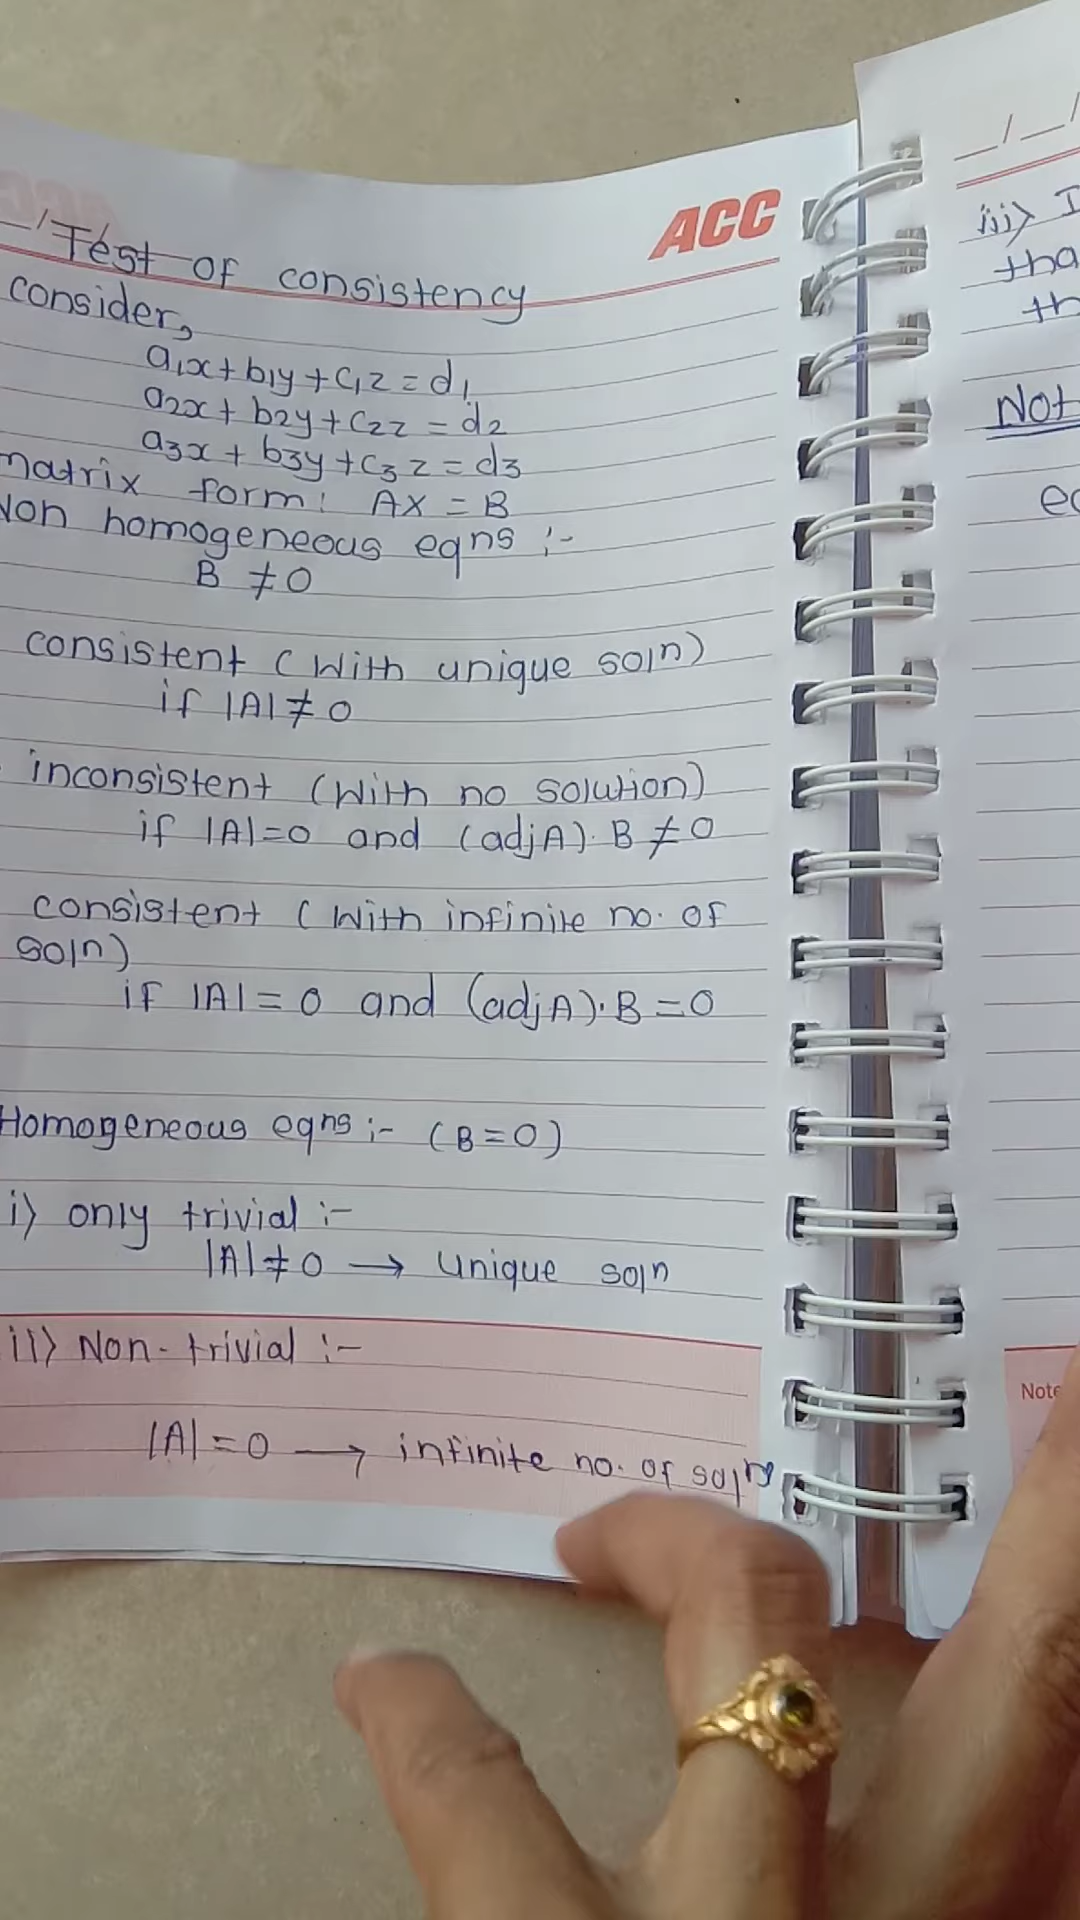 ACC
Test of consistency
consider,
a1x + b1y + c1z = d1
a2x + b2y + c2z = d2
a3x + b3y + c3z = d3
matrix form: AX = B
Non homogeneous eqns :-
B ≠ 0
consistent (With unique soln)
if |A| ≠ 0
inconsistent (With no solution)
if |A|=0 and (adjA). B ≠ 0
consistent (With infinite no. of
soln)
if |A| = 0 and (adjA).B = 0
Homogeneous eqns :- (B=0)
i) only trivial :-
|A| ≠ 0 → unique soln
ii) Non-trivial :-
|A| = 0 → infinite no. of solns
iii) I
tha
th
Not
Note